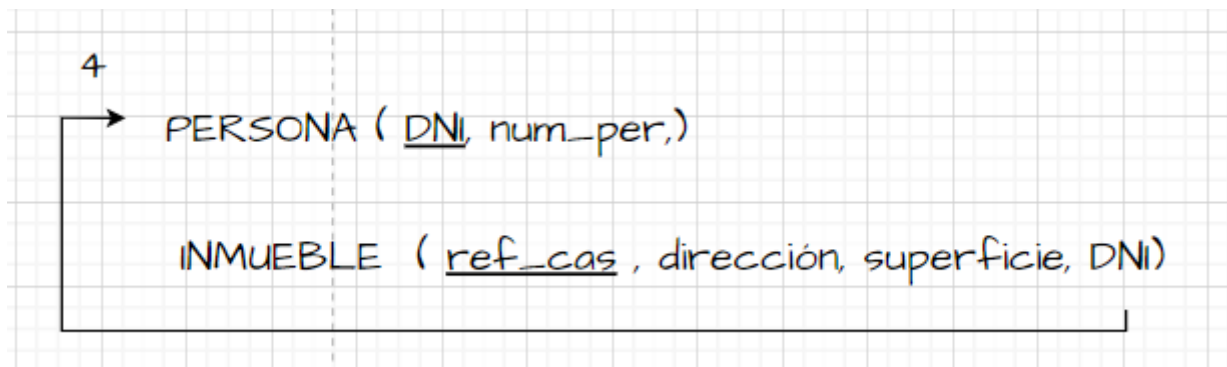 4
PERSONA ( DNI, num_per,)
INMUEBLE ( ref_cas , dirección, superficie, DNI)